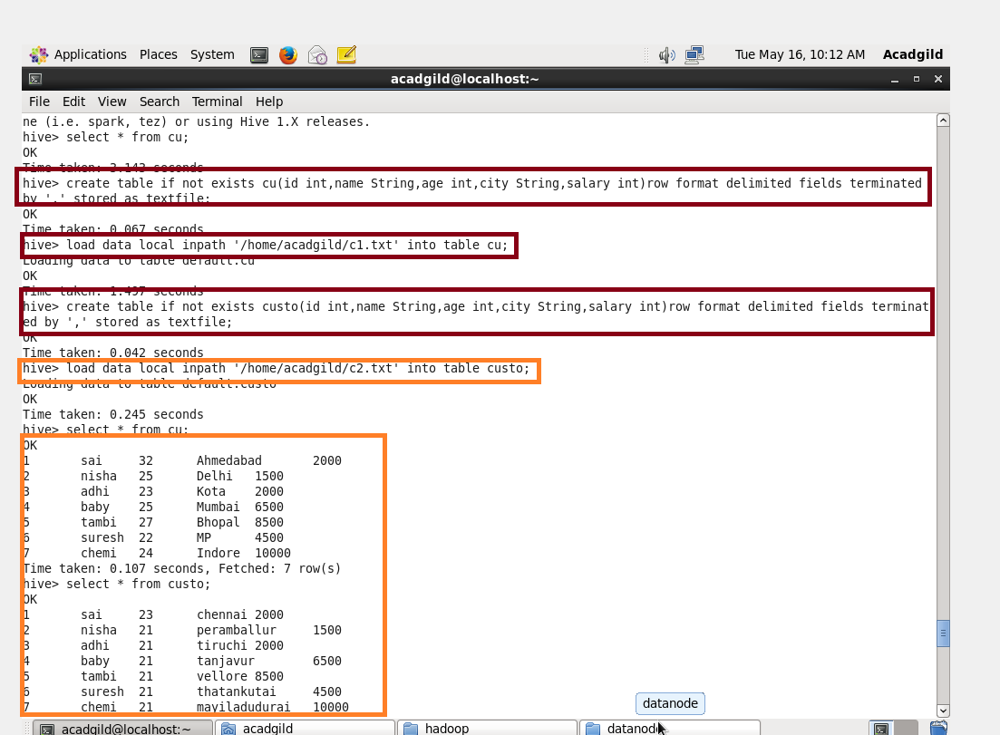 Applications Places System Tue May 16, 10:12 AM Acadgild
acadgild@localhost:~
File Edit View Search Terminal Help
ne (i.e. spark, tez) or using Hive 1.X releases.
hive> select * from cu;
OK
Time taken: 3.143 seconds
hive> create table if not exists cu(id int,name String,age int,city String,salary int)row format delimited fields terminated
by ',' stored as textfile;
OK
Time taken: 0.067 seconds
hive> load data local inpath '/home/acadgild/c1.txt' into table cu;
Loading data to table default.cu
OK
Time taken: 1.497 seconds
hive> create table if not exists custo(id int,name String,age int,city String,salary int)row format delimited fields terminat
ed by ',' stored as textfile;
OK
Time taken: 0.042 seconds
hive> load data local inpath '/home/acadgild/c2.txt' into table custo;
Loading data to table default.custo
OK
Time taken: 0.245 seconds
hive> select * from cu;
OK
1 sai 32 Ahmedabad 2000
2 nisha 25 Delhi 1500
3 adhi 23 Kota 2000
4 baby 25 Mumbai 6500
5 tambi 27 Bhopal 8500
6 suresh 22 MP 4500
7 chemi 24 Indore 10000
Time taken: 0.107 seconds, Fetched: 7 row(s)
hive> select * from custo;
OK
1 sai 23 chennai 2000
2 nisha 21 peramballur 1500
3 adhi 21 tiruchi 2000
4 baby 21 tanjavur 6500
5 tambi 21 vellore 8500
6 suresh 21 thatankutai 4500
7 chemi 21 mayiladudurai 10000
datanode
acadgild@localhost:~ acadgild hadoop datanode